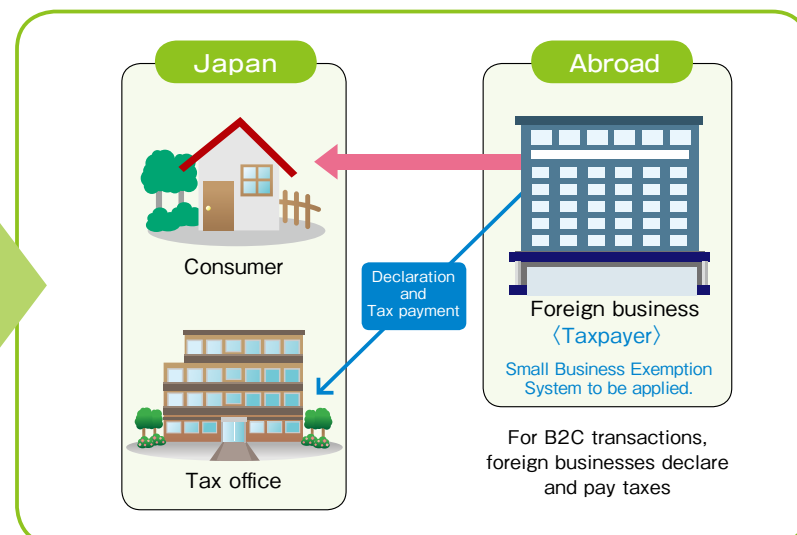 Japan
Consumer
Tax office
Declaration
and
Tax payment
Abroad
Foreign business
〈Taxpayer〉
Small Business Exemption
System to be applied.
For B2C transactions,
foreign businesses declare
and pay taxes